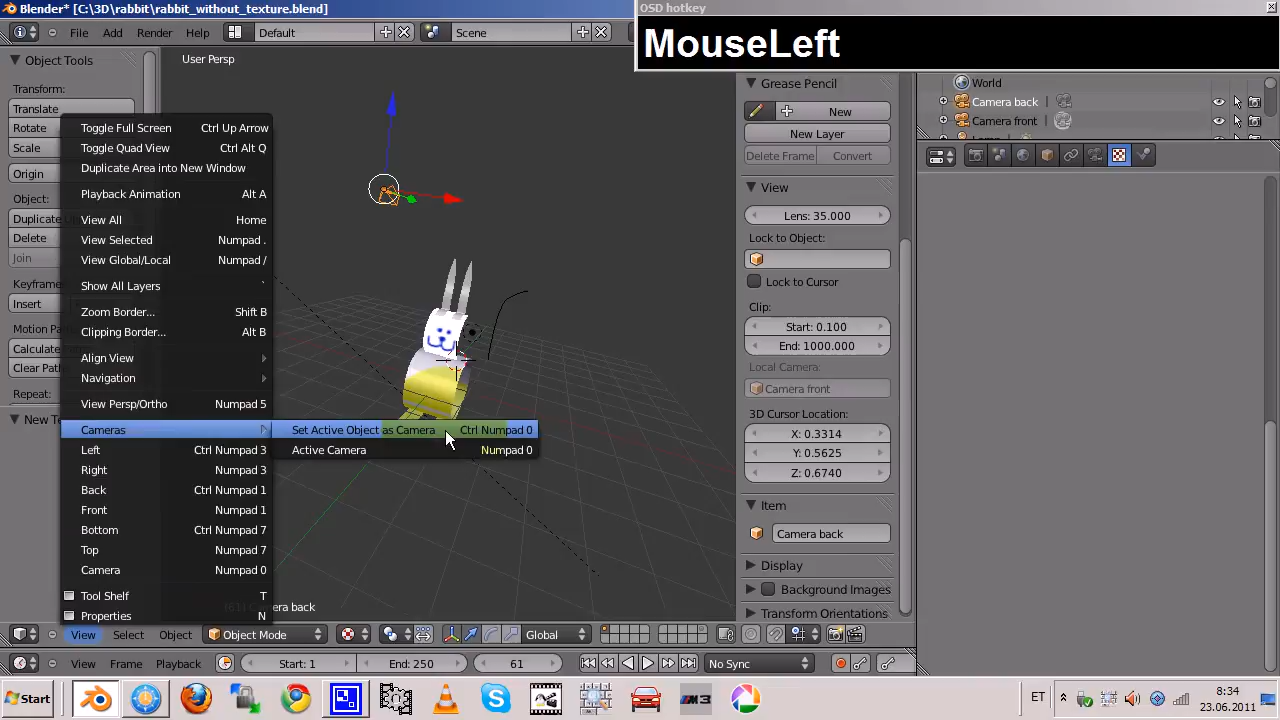 Blender* [C:\3D\rabbit\rabbit_without_texture.blend]
OSD hotkey
MouseLeft
File Add Render Help Default Scene
Object Tools
Transform:
Translate
Rotate
Scale
Origin
Object:
Delete
Join
Insert
Repeat:
User Persp
Toggle Full Screen Ctrl Up Arrow
Toggle Quad View Ctrl Alt Q
Duplicate Area into New Window
Playback Animation Alt A
View All Home
View Selected Numpad .
View Global/Local Numpad /
Show All Layers `
Zoom Border... Shift B
Clipping Border... Alt B
Align View
Navigation
View Persp/Ortho Numpad 5
Cameras
Left Ctrl Numpad 3
Right Numpad 3
Back Ctrl Numpad 1
Front Numpad 1
Bottom Ctrl Numpad 7
Top Numpad 7
Camera Numpad 0
Tool Shelf T
Properties N
Set Active Object as Camera Ctrl Numpad 0
Active Camera Numpad 0
Camera back
Grease Pencil
New
New Layer
Delete Frame Convert
View
Lens: 35.000
Lock to Object:
Lock to Cursor
Clip:
Start: 0.100
End: 1000.000
Local Camera:
Camera front
3D Cursor Location:
X: 0.3314
Y: 0.5625
Z: 0.6740
Item
Camera back
Display
Background Images
Transform Orientations
World
Camera back
Camera front
View Select Object Object Mode Global
View Frame Playback Start: 1 End: 250 61 No Sync
Start
M3
ET
8:34
23.06.2011